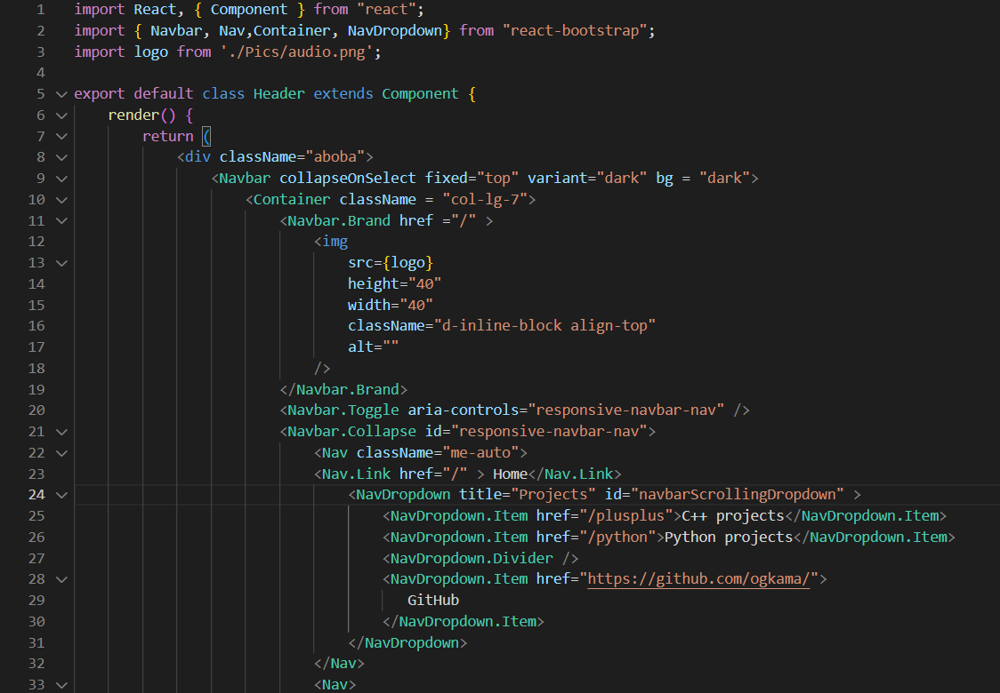 1 import React, { Component } from "react";
2 import { Navbar, Nav,Container, NavDropdown} from "react-bootstrap";
3 import logo from './Pics/audio.png';
4
5 export default class Header extends Component {
6 render() {
7 return (
8 <div className="aboba">
9 <Navbar collapseOnSelect fixed="top" variant="dark" bg = "dark">
10 <Container className = "col-lg-7">
11 <Navbar.Brand href ="/" >
12 <img
13 src={logo}
14 height="40"
15 width="40"
16 className="d-inline-block align-top"
17 alt=""
18 />
19 </Navbar.Brand>
20 <Navbar.Toggle aria-controls="responsive-navbar-nav" />
21 <Navbar.Collapse id="responsive-navbar-nav">
22 <Nav className="me-auto">
23 <Nav.Link href="/" > Home</Nav.Link>
24 <NavDropdown title="Projects" id="navbarScrollingDropdown" >
25 <NavDropdown.Item href="/plusplus">C++ projects</NavDropdown.Item>
26 <NavDropdown.Item href="/python">Python projects</NavDropdown.Item>
27 <NavDropdown.Divider />
28 <NavDropdown.Item href="https://github.com/ogkama/">
29 GitHub
30 </NavDropdown.Item>
31 </NavDropdown>
32 </Nav>
33 <Nav>